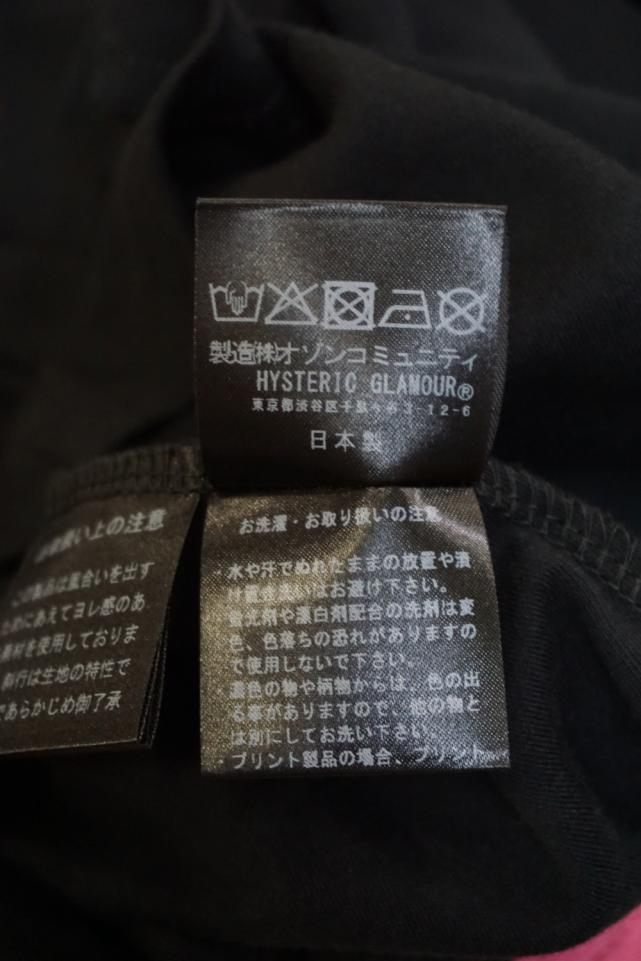 製造㈱オゾンコミュニティ
HYSTERIC GLAMOUR®
東京都渋谷区千駄ヶ谷3-12-6
日本製
お洗濯・お取り扱いの注意
・水や汗でぬれたままの放置や漬
け置き洗いはお避け下さい。
・蛍光剤や漂白剤配合の洗剤は変
色、色落ちの恐れがありますの
で使用しないで下さい。
・濃色の物や柄物からは、色の出
る事がありますので、他の物と
は別にしてお洗い下さい。
・プリント製品の場合、プリント
扱い上の注意
この製品は風合いを出す
ためにあえてヨレ感のあ
素材を使用しておりま
斜行は生地の特性で
であらかじめ御了承